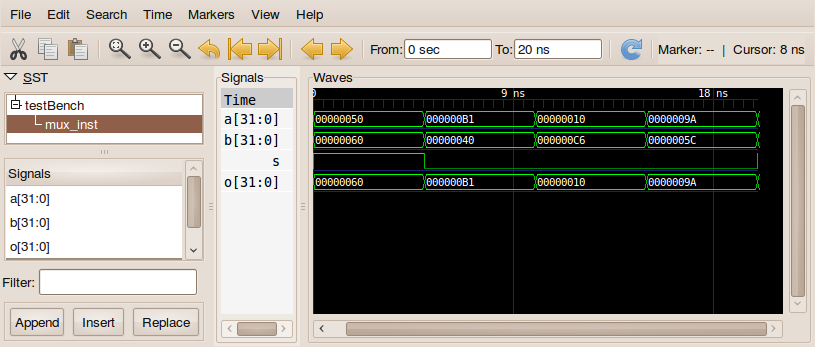 File Edit Search Time Markers View Help
From: 0 sec To: 20 ns Marker: -- | Cursor: 8 ns
SST
testBench
mux_inst
Signals
a[31:0]
b[31:0]
o[31:0]
Filter:
Append Insert Replace
Signals
Time
a[31:0]
b[31:0]
s
o[31:0]
Waves
0 9 ns 18 ns
00000050 000000B1 00000010 0000009A
00000060 00000040 000000C6 0000005C
00000060 000000B1 00000010 0000009A